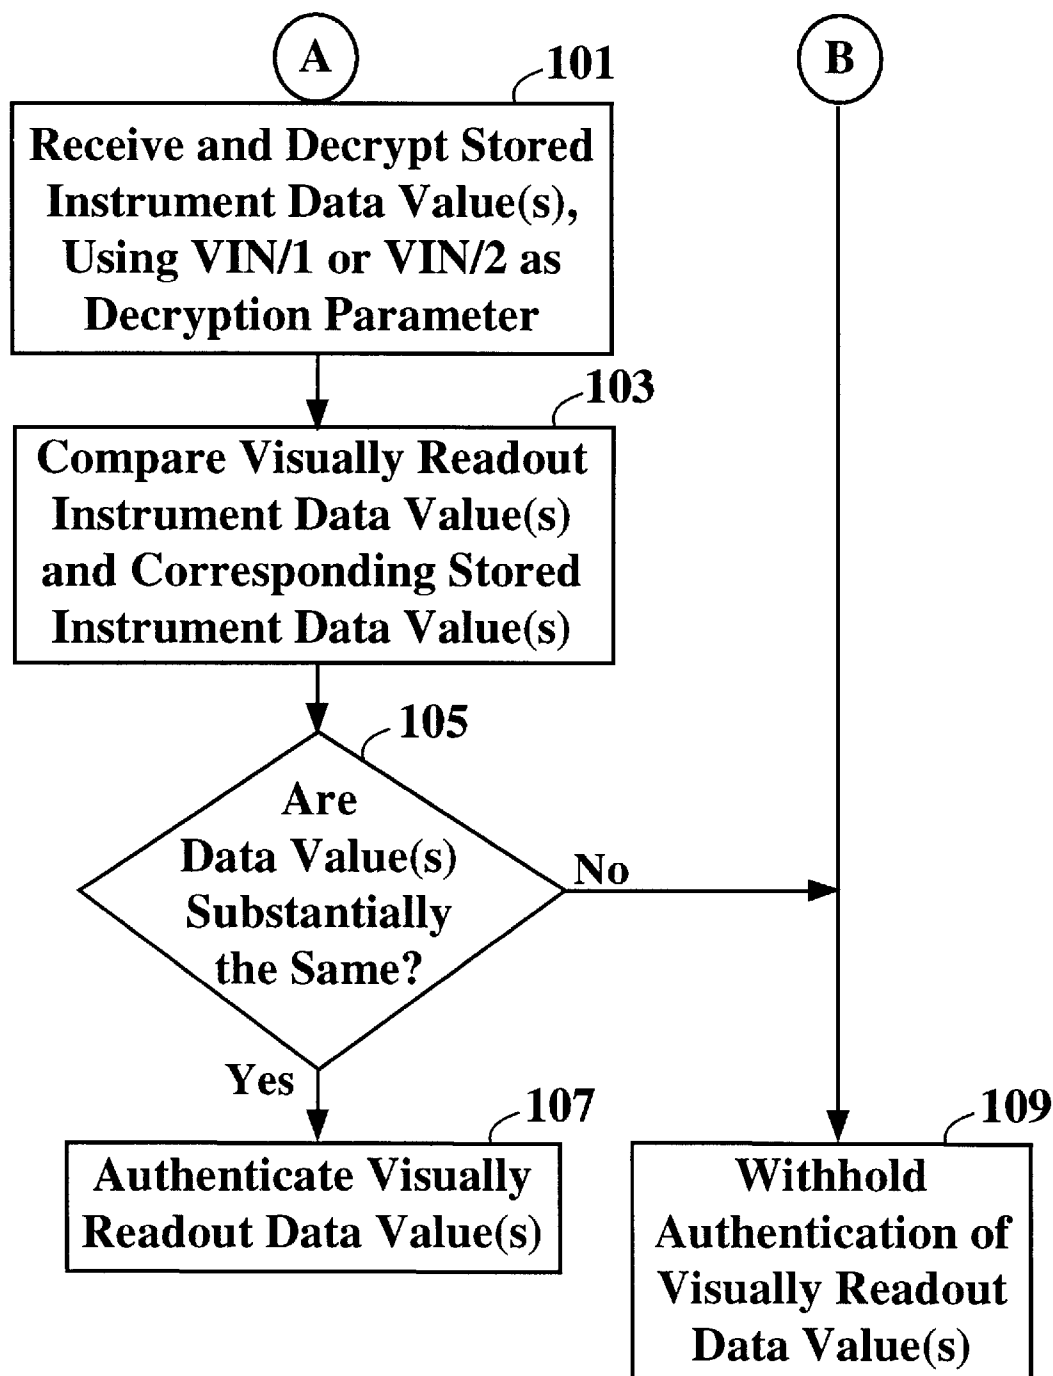 A
B
101
Receive and Decrypt Stored
Instrument Data Value(s),
Using VIN/1 or VIN/2 as
Decryption Parameter
103
Compare Visually Readout
Instrument Data Value(s)
and Corresponding Stored
Instrument Data Value(s)
105
Are
Data Value(s)
Substantially
the Same?
No
Yes
107
Authenticate Visually
Readout Data Value(s)
109
Withhold
Authentication of
Visually Readout
Data Value(s)